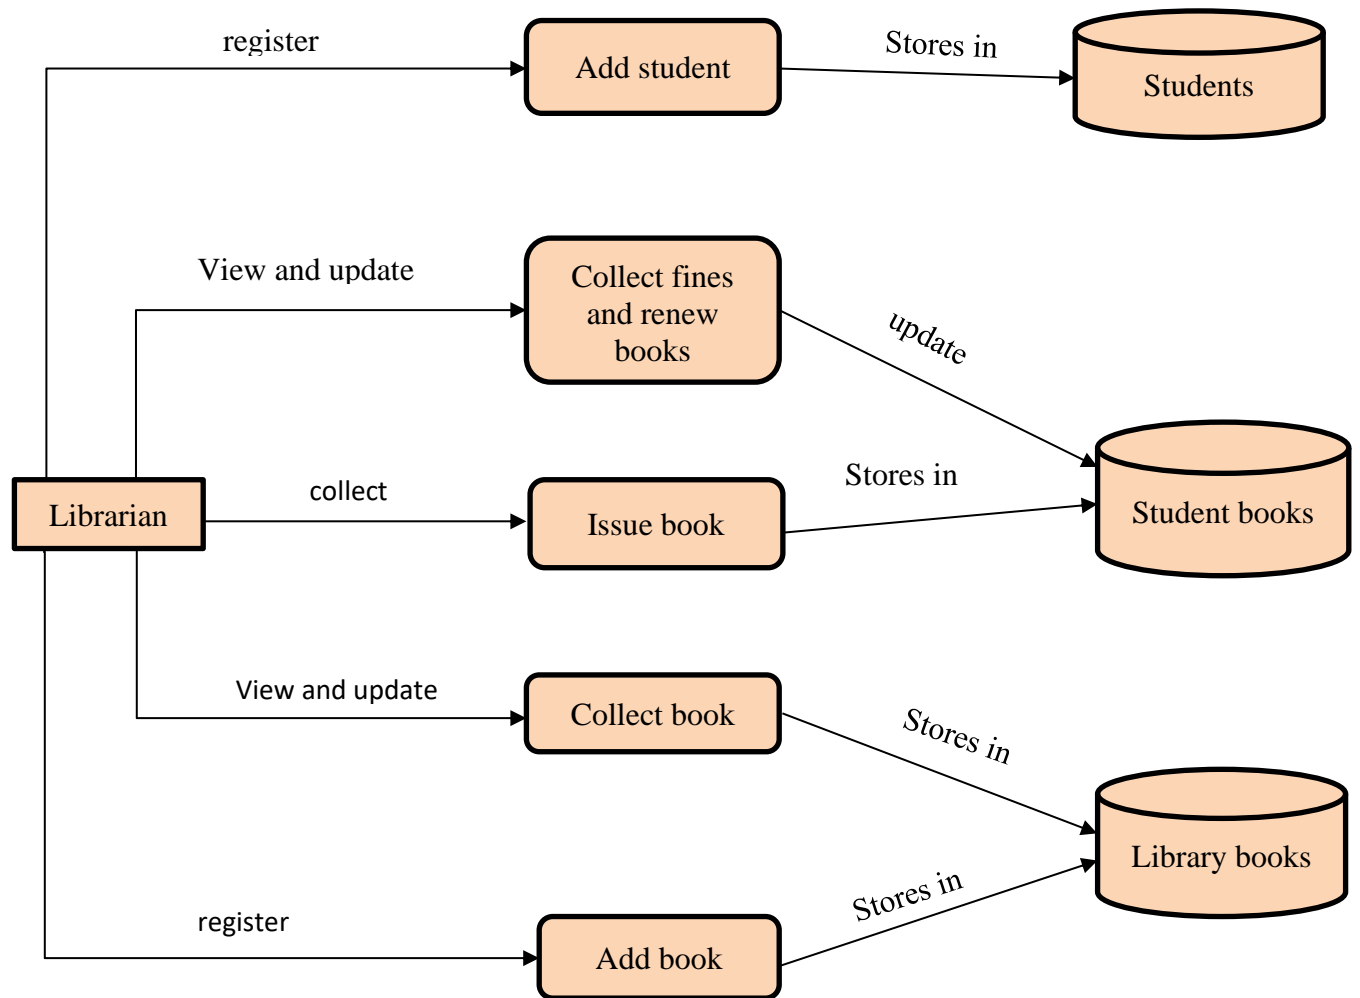 register
Add student
Stores in
Students
View and update
Collect fines
and renew
books
update
Librarian
collect
Issue book
Stores in
Student books
View and update
Collect book
Stores in
Library books
register
Add book
Stores in